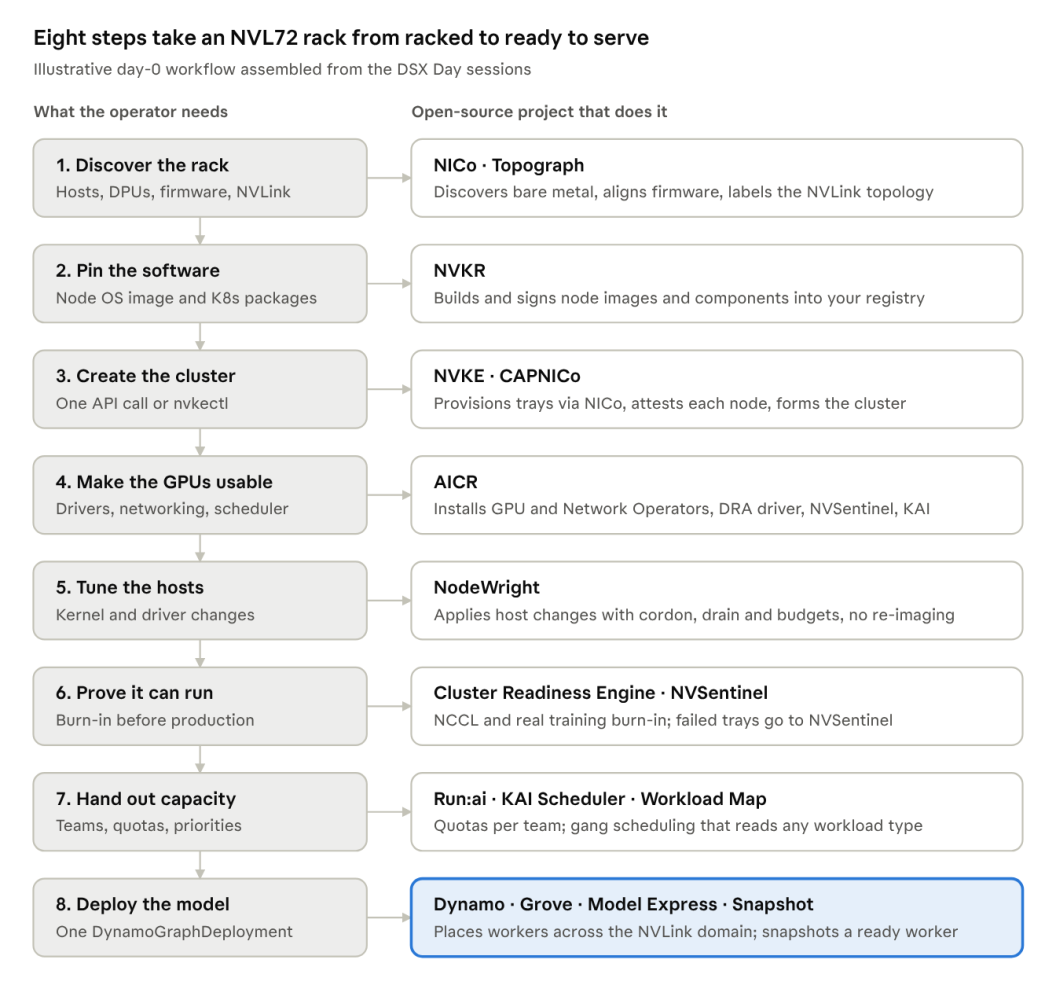 Eight steps take an NVL72 rack from racked to ready to serve
Illustrative day-0 workflow assembled from the DSX Day sessions
What the operator needs
Open-source project that does it
1. Discover the rack
Hosts, DPUs, firmware, NVLink
NICo · Topograph
Discovers bare metal, aligns firmware, labels the NVLink topology
2. Pin the software
Node OS image and K8s packages
NVKR
Builds and signs node images and components into your registry
3. Create the cluster
One API call or nvkectl
NVKE · CAPNICo
Provisions trays via NICo, attests each node, forms the cluster
4. Make the GPUs usable
Drivers, networking, scheduler
AICR
Installs GPU and Network Operators, DRA driver, NVSentinel, KAI
5. Tune the hosts
Kernel and driver changes
NodeWright
Applies host changes with cordon, drain and budgets, no re-imaging
6. Prove it can run
Burn-in before production
Cluster Readiness Engine · NVSentinel
NCCL and real training burn-in; failed trays go to NVSentinel
7. Hand out capacity
Teams, quotas, priorities
Run:ai · KAI Scheduler · Workload Map
Quotas per team; gang scheduling that reads any workload type
8. Deploy the model
One DynamoGraphDeployment
Dynamo · Grove · Model Express · Snapshot
Places workers across the NVLink domain; snapshots a ready worker